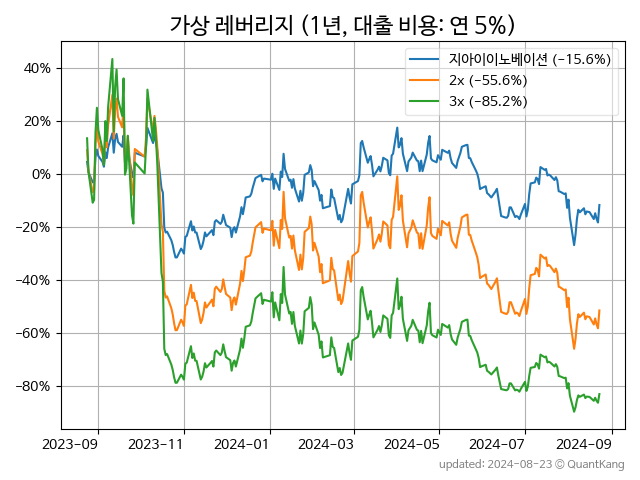 가상 레버리지 (1년, 대출 비용: 연 5%)
지아이이노베이션 (-15.6%)
2x (-55.6%)
3x (-85.2%)
40%
20%
0%
-20%
-40%
-60%
-80%
2023-09 2023-11 2024-01 2024-03 2024-05 2024-07 2024-09
updated: 2024-08-23 © QuantKang